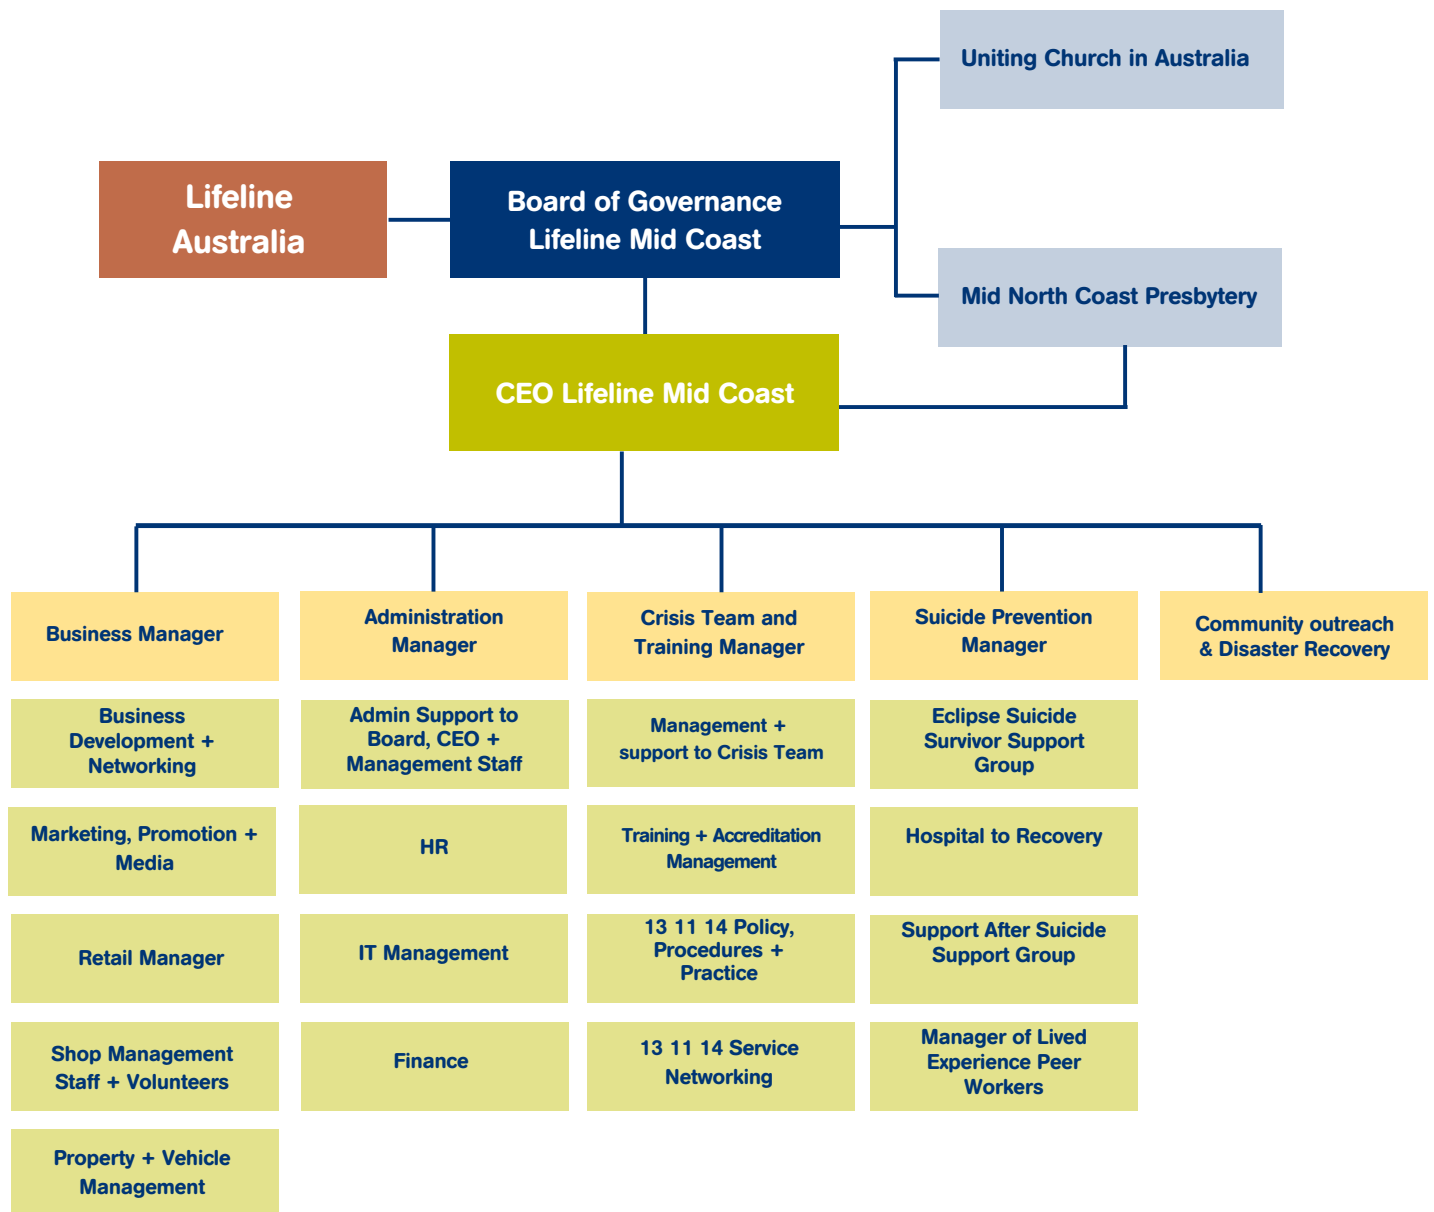 Uniting Church in Australia
Lifeline
Australia
Board of Governance
Lifeline Mid Coast
Mid North Coast Presbytery
CEO Lifeline Mid Coast
Business Manager
Administration
Manager
Crisis Team and
Training Manager
Suicide Prevention
Manager
Community outreach
& Disaster Recovery
Business
Development +
Networking
Admin Support to
Board, CEO +
Management Staff
Management +
support to Crisis Team
Eclipse Suicide
Survivor Support
Group
Marketing, Promotion +
Media
HR
Training + Accreditation
Management
Hospital to Recovery
Retail Manager
IT Management
13 11 14 Policy,
Procedures +
Practice
Support After Suicide
Support Group
Shop Management
Staff + Volunteers
Finance
13 11 14 Service
Networking
Manager of Lived
Experience Peer
Workers
Property + Vehicle
Management